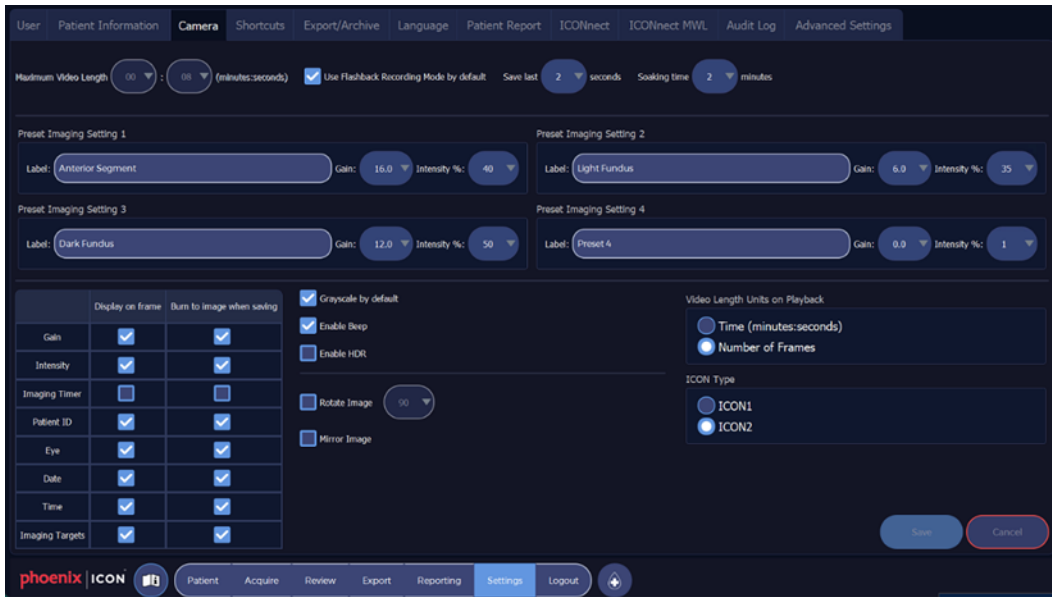 User Patient Information Camera Shortcuts Export/Archive Language Patient Report ICONnect ICONnect MWL Audit Log Advanced Settings
Maximum Video Length 00 : 08 (minutes:seconds) Use Flashback Recording Mode by default Save last 2 seconds Soaking time 2 minutes
Preset Imaging Setting 1
Label: Anterior Segment Gain: 16.0 Intensity %: 40
Preset Imaging Setting 2
Label: Light Fundus Gain: 6.0 Intensity %: 35
Preset Imaging Setting 3
Label: Dark Fundus Gain: 12.0 Intensity %: 50
Preset Imaging Setting 4
Label: Preset 4 Gain: 0.0 Intensity %: 1
Display on frame Burn to image when saving
Gain
Intensity
Imaging Timer
Patient ID
Eye
Date
Time
Imaging Targets
Grayscale by default
Enable Beep
Enable HDR
Rotate Image 90
Mirror Image
Video Length Units on Playback
Time (minutes:seconds)
Number of Frames
ICON Type
ICON1
ICON2
Save Cancel
phoenix | ICON Patient Acquire Review Export Reporting Settings Logout